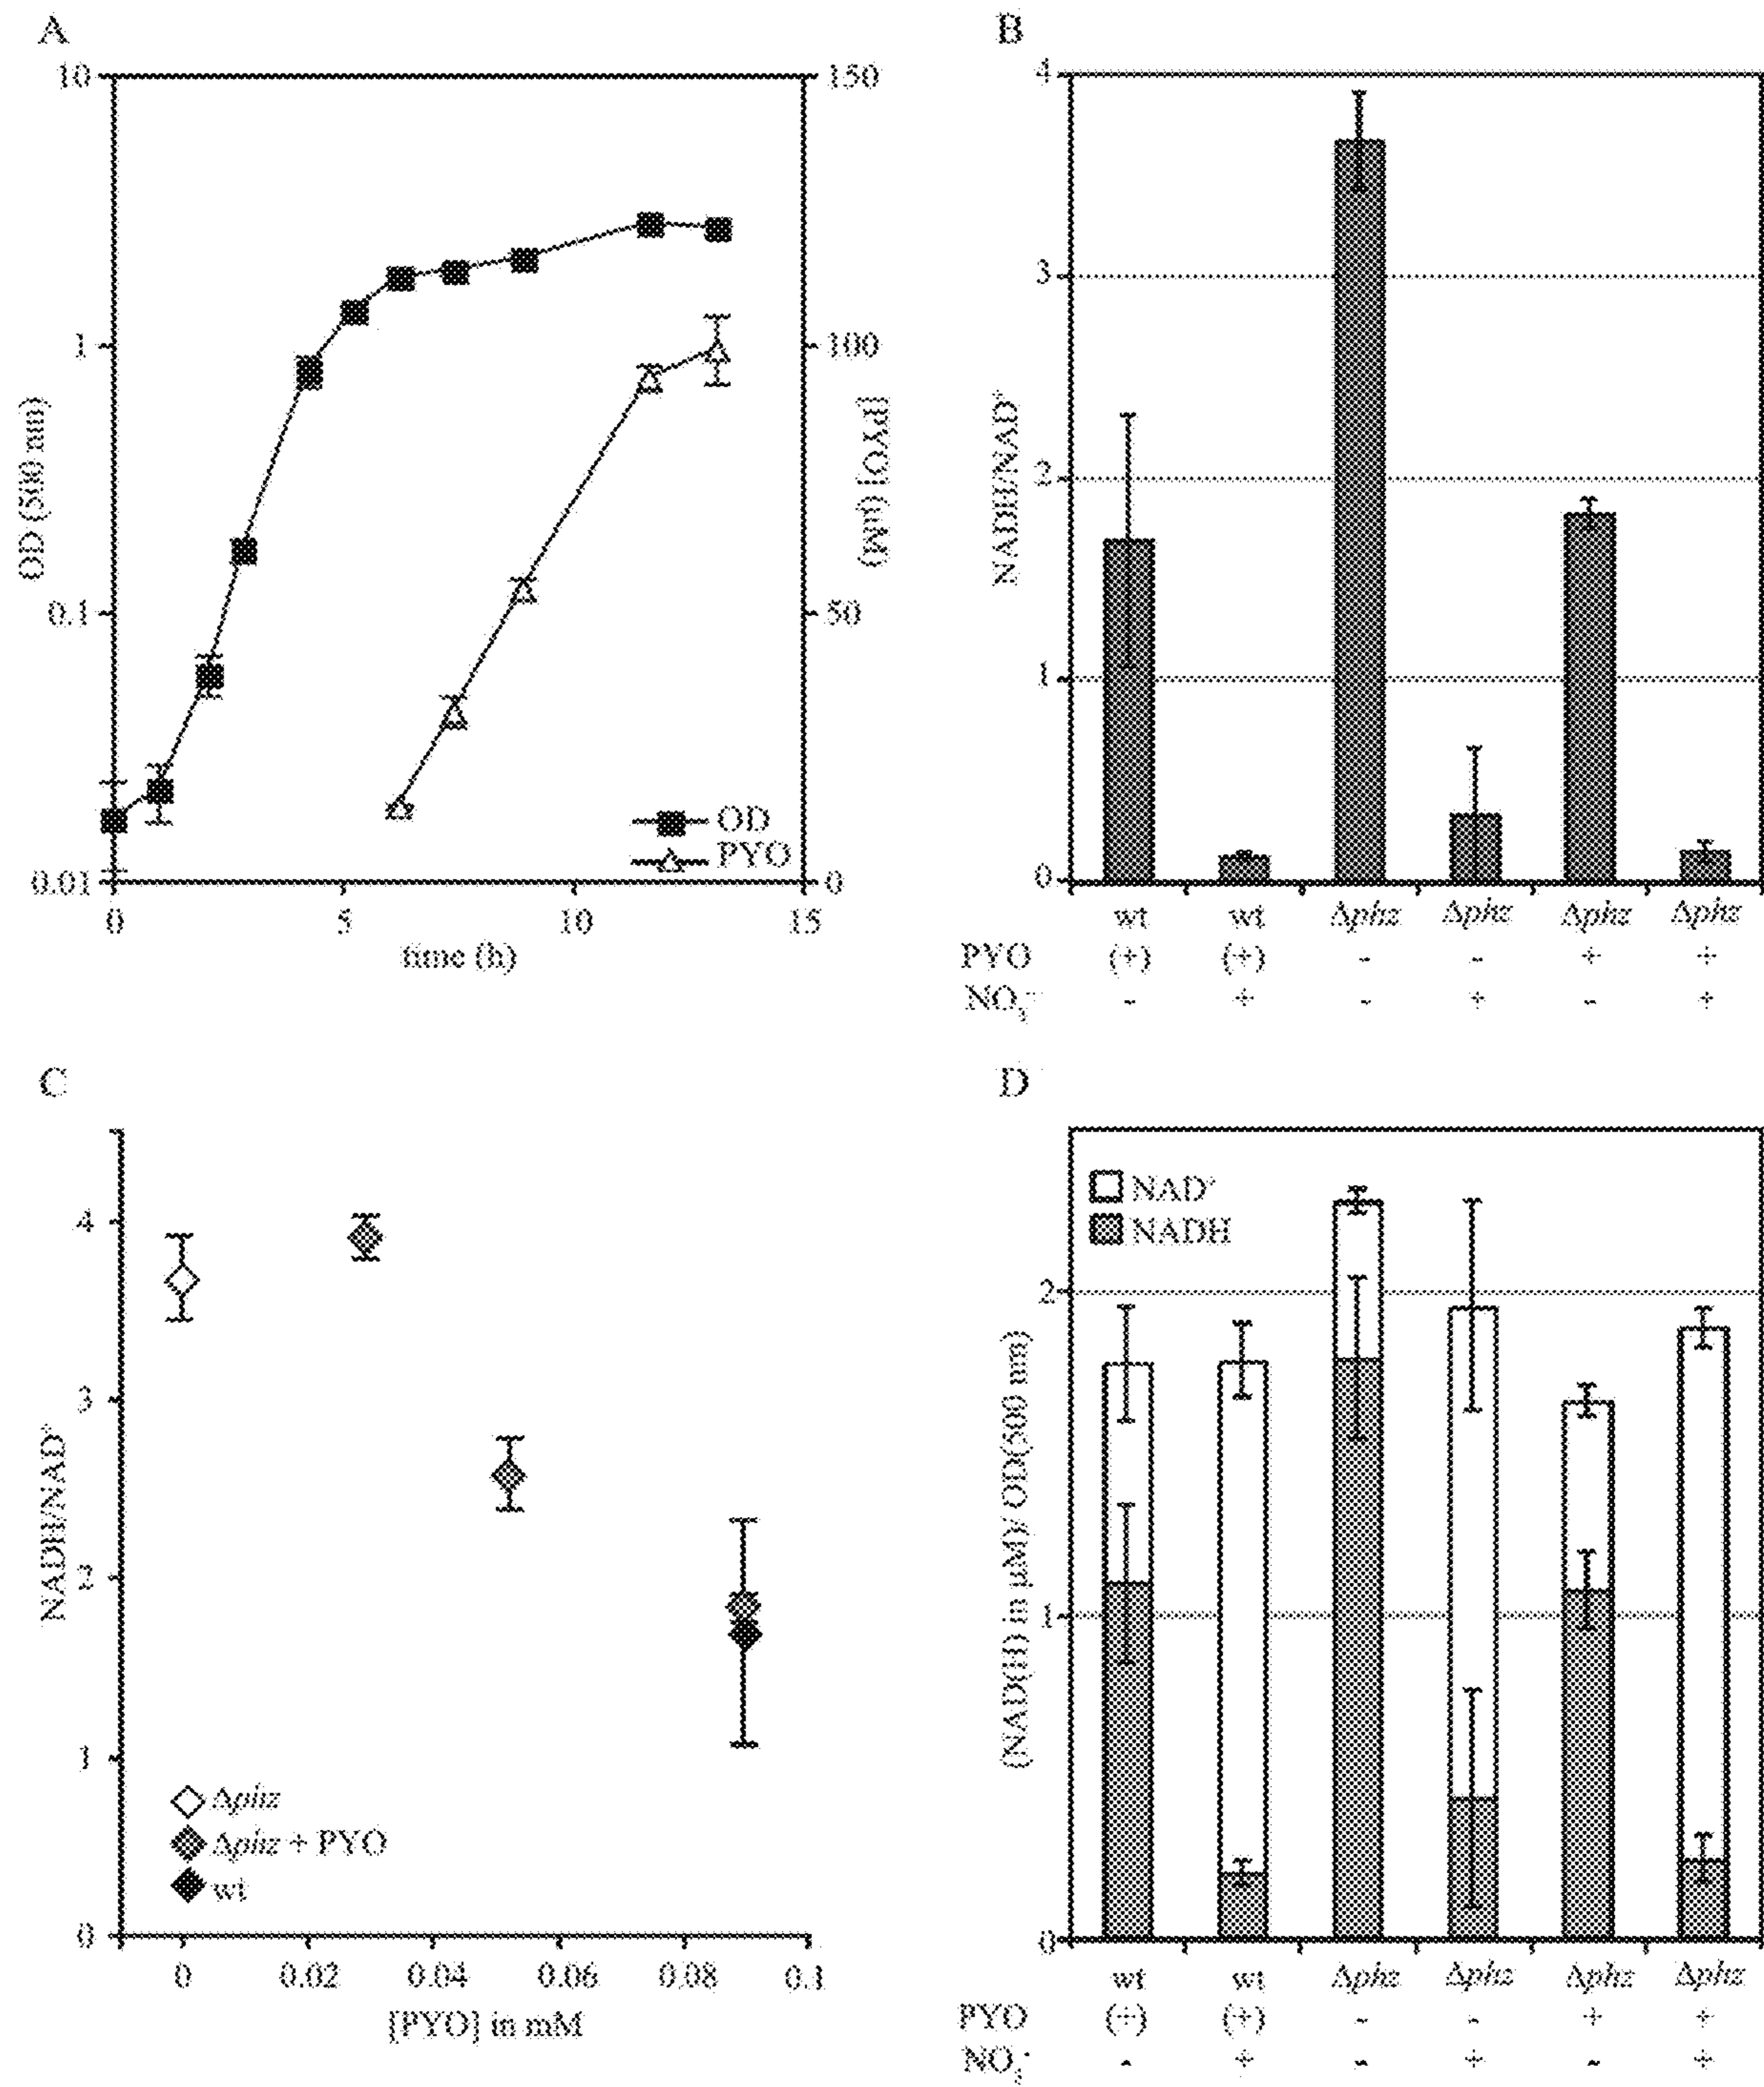 A
10
1
0.1
0.01
OD (500 nm)
150
100
50
0
[PYO] (μM)
OD
PYO
0 5 10 15
time (h)
B
4
3
2
1
0
NADH/NAD⁺
wt wt Δphz Δphz Δphz Δphz
PYO (+) (+) - - + +
NO₃⁻ - + - + - +
C
4
3
2
1
0
NADH/NAD⁺
Δphz
Δphz + PYO
wt
0 0.02 0.04 0.06 0.08 0.1
[PYO] in mM
D
NAD⁺
NADH
2
1
0
(NAD(H) in μM)/ OD(500 nm)
wt wt Δphz Δphz Δphz Δphz
PYO (+) (+) - - + +
NO₃⁻ - + - + - +